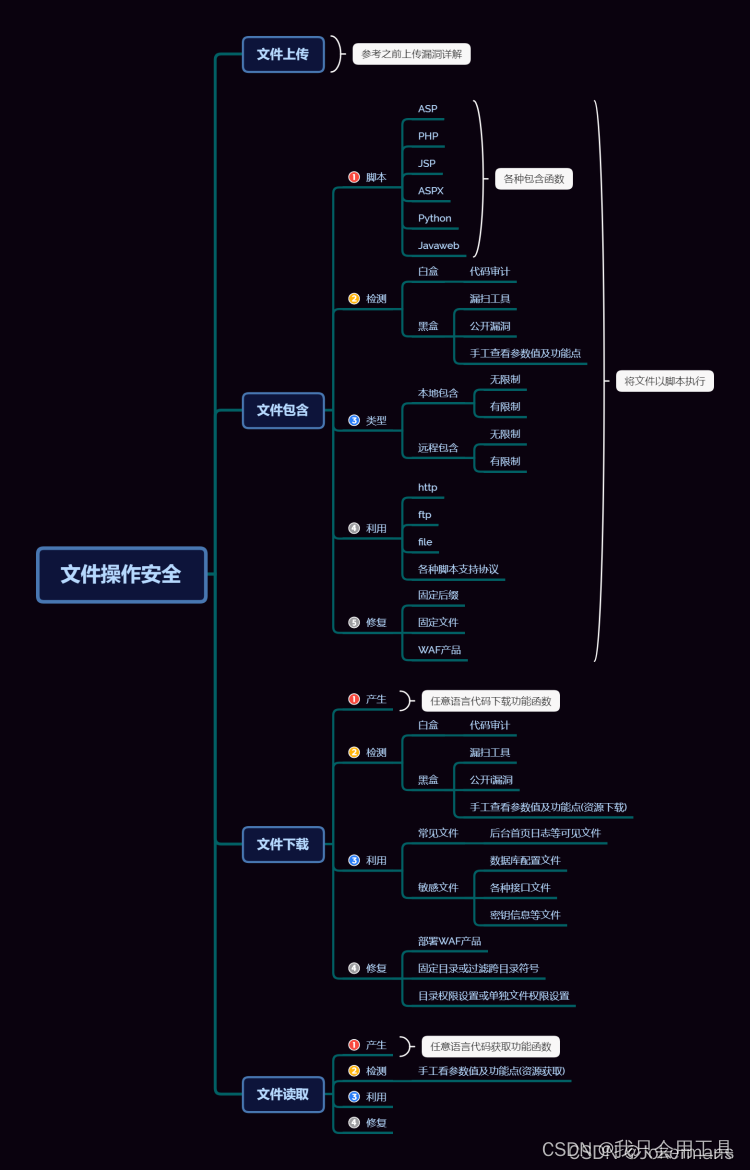 文件操作安全
文件上传
参考之前上传漏洞详解
文件包含
1 脚本
ASP
PHP
JSP
ASPX
Python
Javaweb
各种包含函数
2 检测
白盒
代码审计
黑盒
漏扫工具
公开漏洞
手工查看参数值及功能点
3 类型
本地包含
无限制
有限制
远程包含
无限制
有限制
4 利用
http
ftp
file
各种脚本支持协议
5 修复
固定后缀
固定文件
WAF产品
将文件以脚本执行
文件下载
1 产生
任意语言代码下载功能函数
2 检测
白盒
代码审计
黑盒
漏扫工具
公开i漏洞
手工查看参数值及功能点(资源下载)
3 利用
常见文件
后台首页日志等可见文件
敏感文件
数据库配置文件
各种接口文件
密钥信息等文件
4 修复
部署WAF产品
固定目录或过滤跨目录符号
目录权限设置或单独文件权限设置
文件读取
1 产生
任意语言代码获取功能函数
2 检测
手工看参数值及功能点(资源获取)
3 利用
4 修复
CSDN @我只会用工具